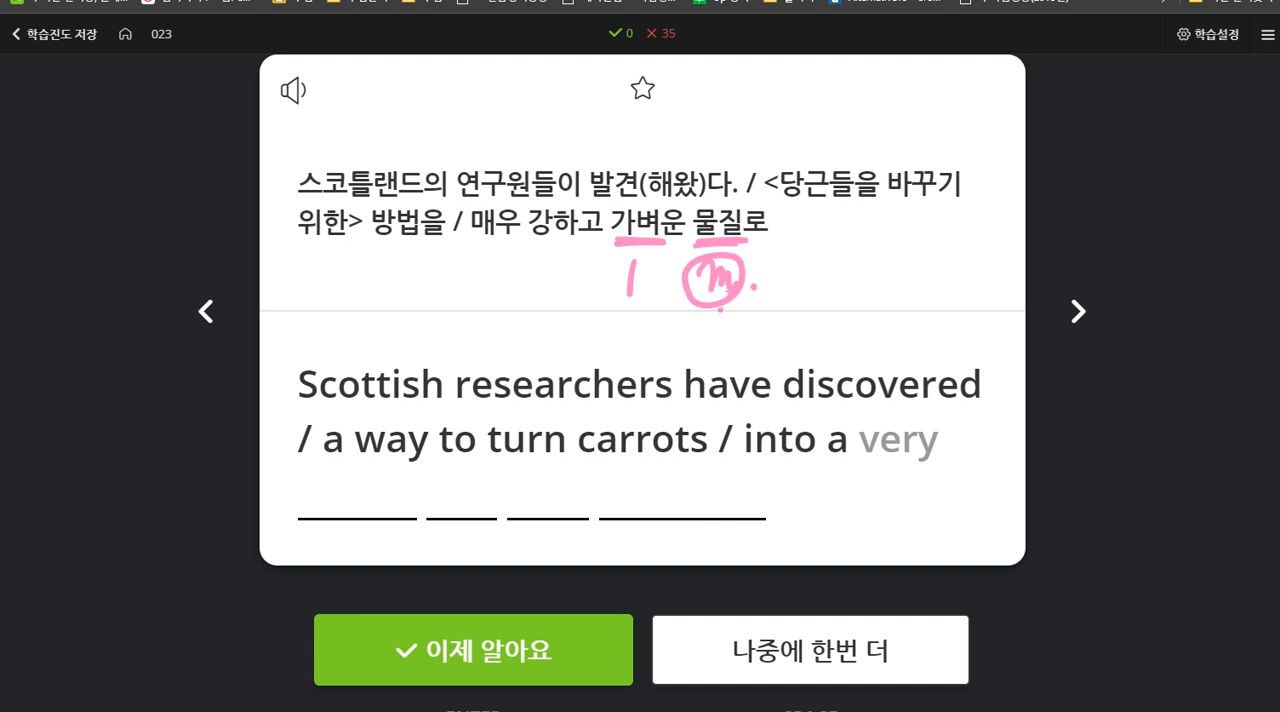 학습진도 저장
023
0
35
학습설정
스코틀랜드의 연구원들이 발견(해왔)다. / <당근들을 바꾸기
위한> 방법을 / 매우 강하고 가벼운 물질로
l m.
Scottish researchers have discovered
/ a way to turn carrots / into a very
이제 알아요
나중에 한번 더